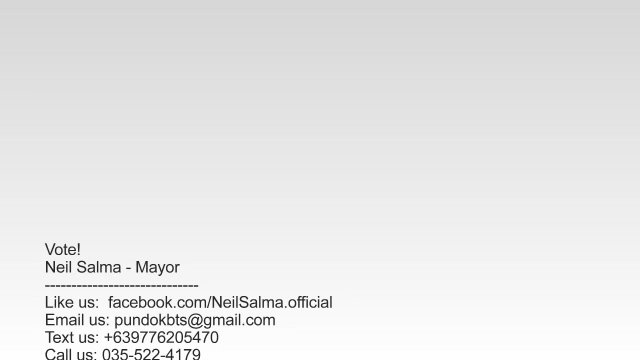 Vote!
Neil Salma - Mayor
-----------------------------
Like us:  facebook.com/NeilSalma.official
Email us: pundokbts@gmail.com
Text us: +639776205470
Call us: 035-522-4179